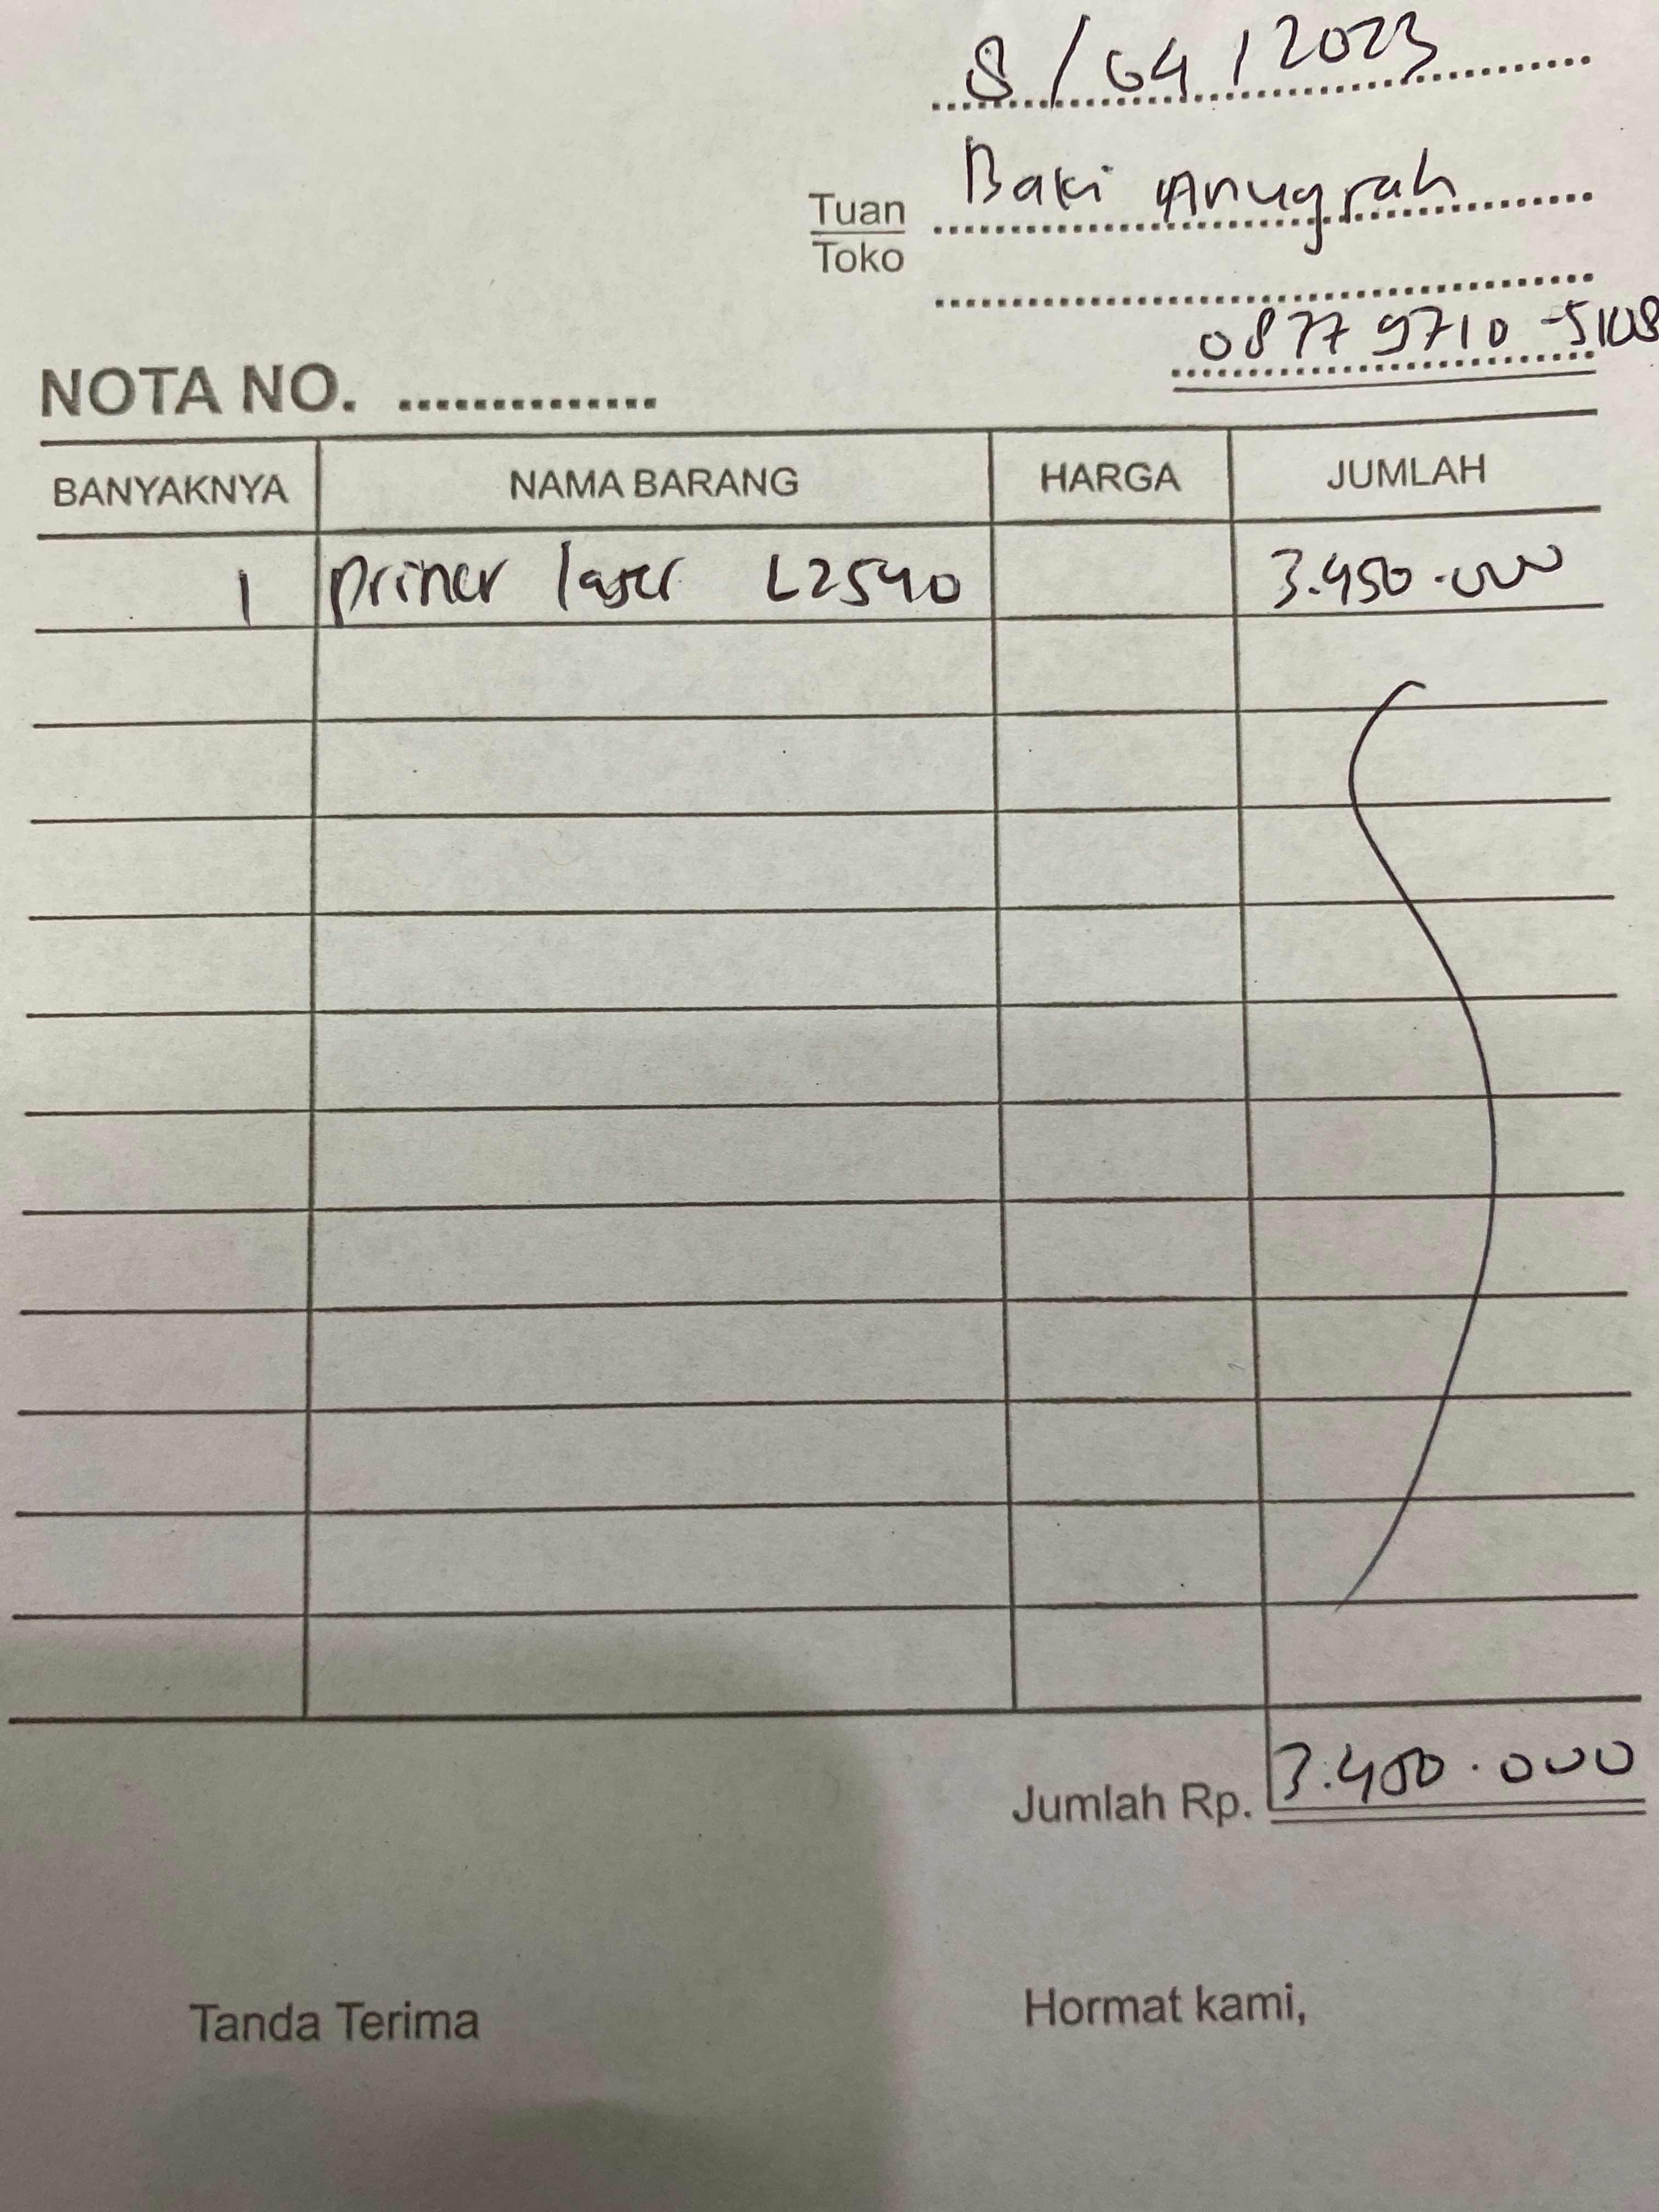 8/04/2023
Tuan
Toko
Baki Anugrah
0877 9710 -5108
NOTA NO. ..............
BANYAKNYA NAMA BARANG HARGA JUMLAH
1 priner laser L2540 3.450.000
Jumlah Rp. 3.450.000
Tanda Terima Hormat kami,